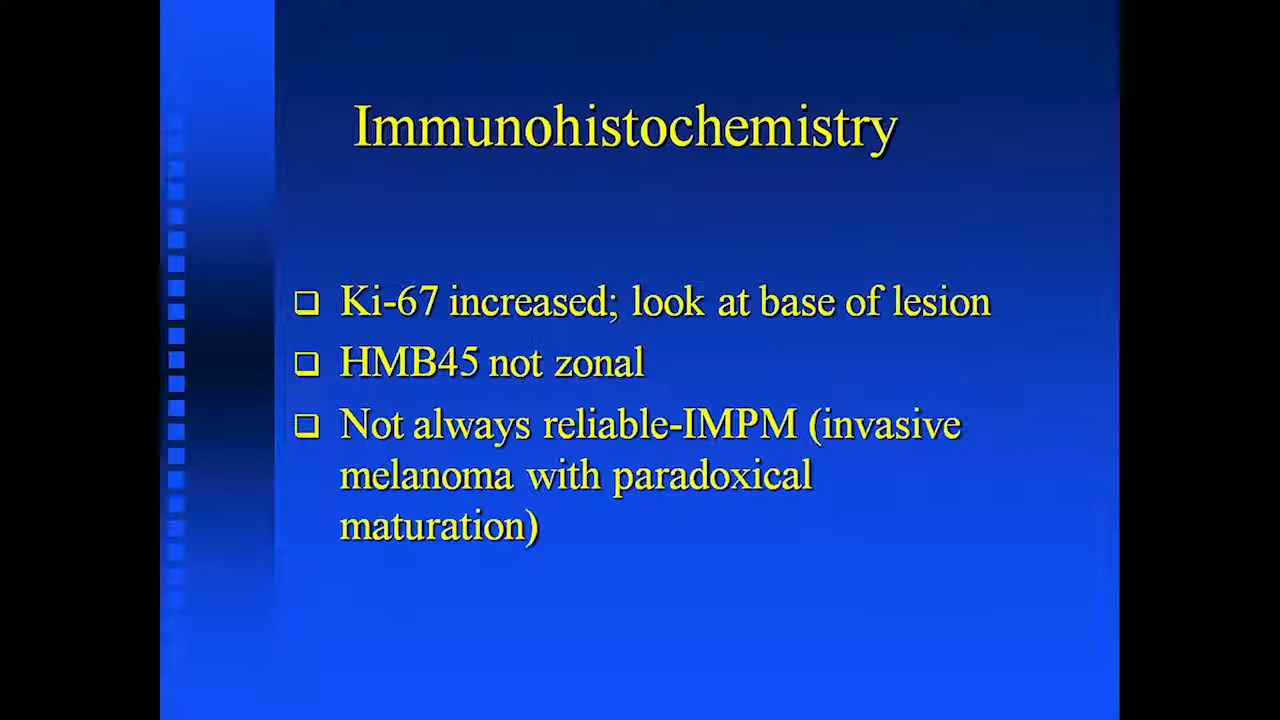 Immunohistochemistry
Ki-67 increased; look at base of lesion
HMB45 not zonal
Not always reliable-IMPM (invasive
melanoma with paradoxical
maturation)